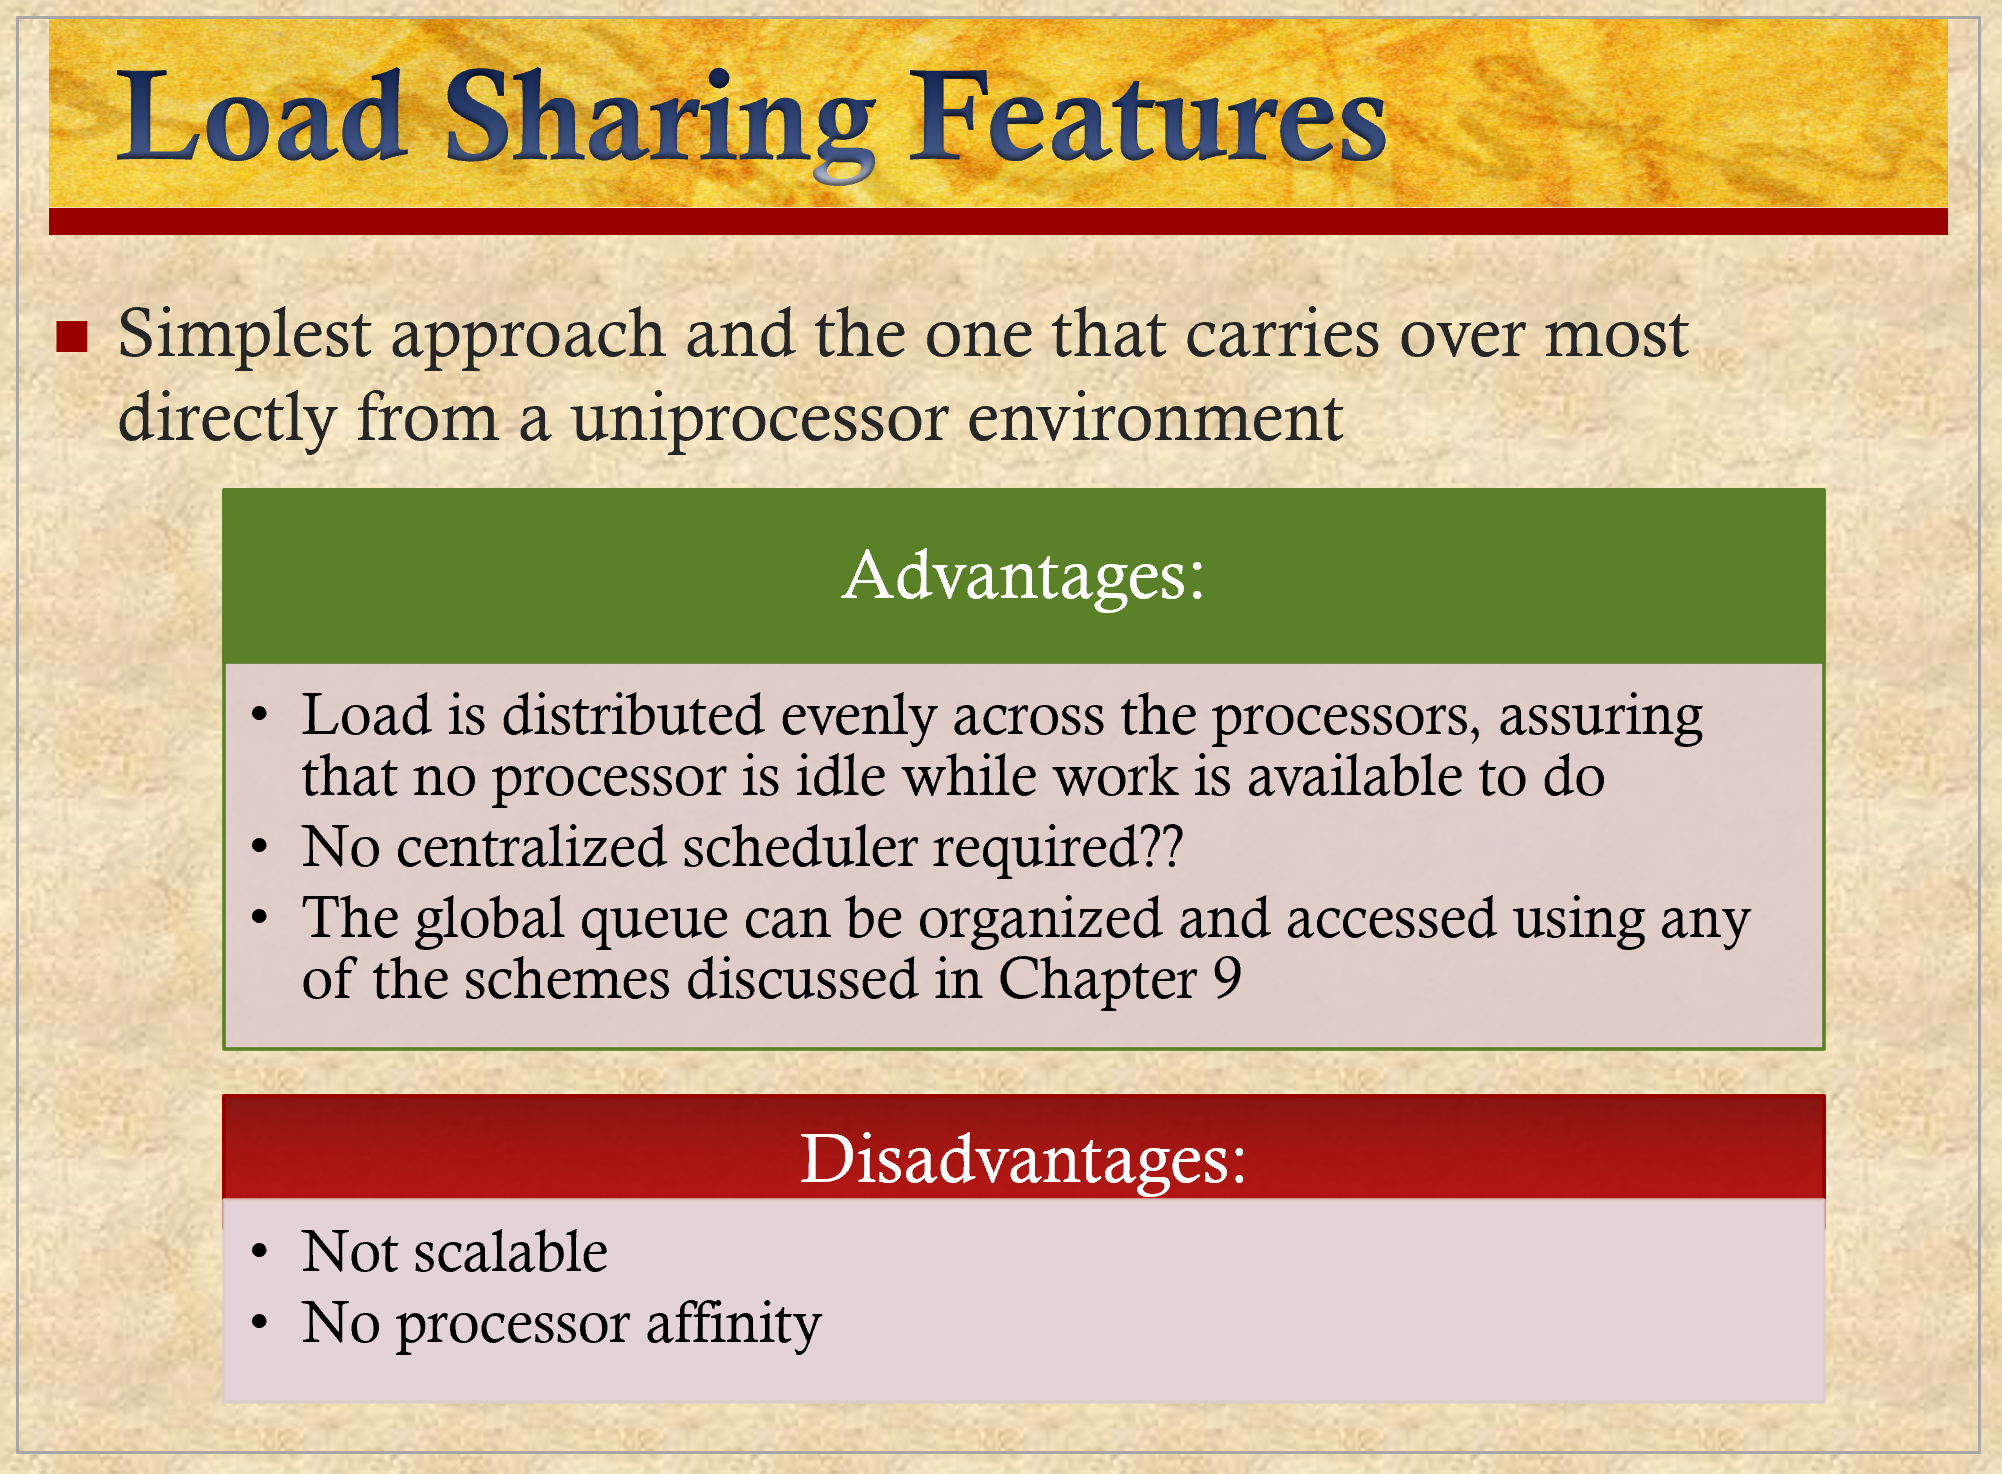 Load Sharing Features
■ Simplest approach and the one that carries over most
directly from a uniprocessor environment
Advantages:
• Load is distributed evenly across the processors, assuring
that no processor is idle while work is available to do
• No centralized scheduler required??
• The global queue can be organized and accessed using any
of the schemes discussed in Chapter 9
Disadvantages:
• Not scalable
• No processor affinity